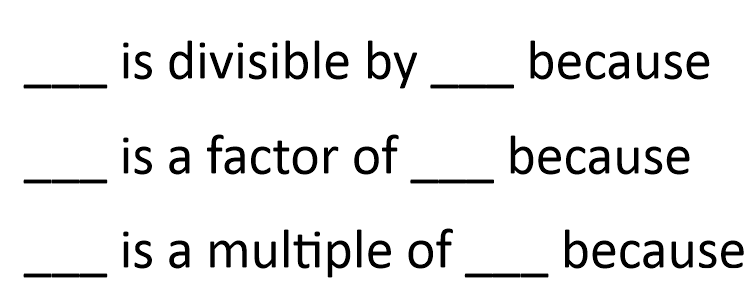 ___ is divisible by ___ because
___ is a factor of ___ because
___ is a multiple of ___ because